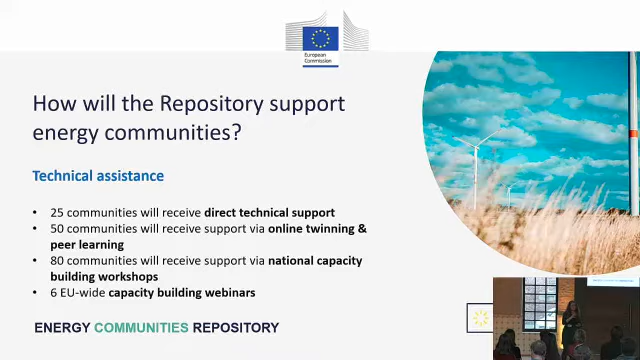 European
Commission
How will the Repository support
energy communities?
Technical assistance
• 25 communities will receive direct technical support
• 50 communities will receive support via online twinning &
peer learning
• 80 communities will receive support via national capacity
building workshops
• 6 EU-wide capacity building webinars
ENERGY COMMUNITIES REPOSITORY